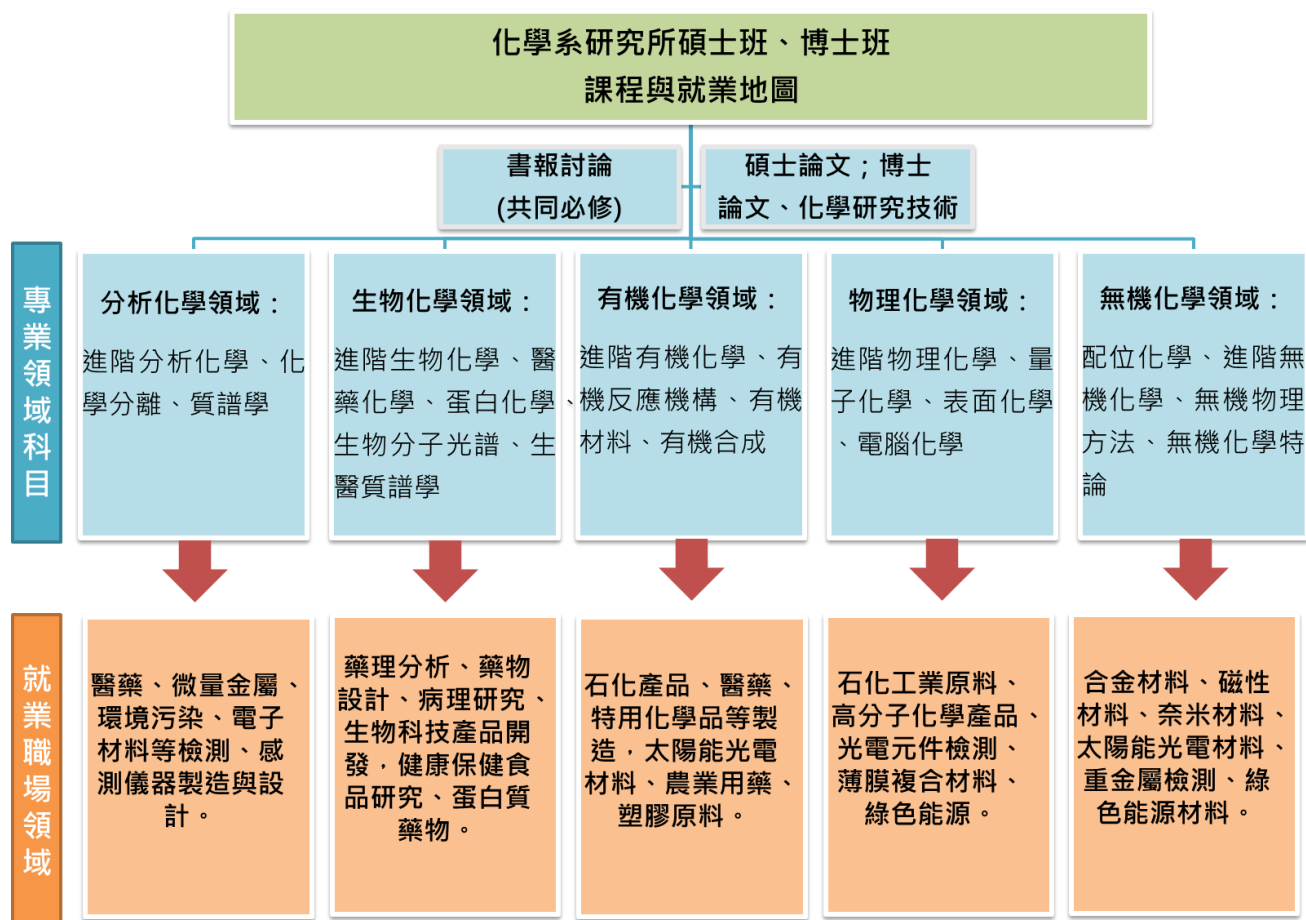 化學系研究所碩士班、博士班
課程與就業地圖
書報討論
(共同必修)
碩士論文；博士
論文、化學研究技術
專業領域科目
分析化學領域：
進階分析化學、化
學分離、質譜學
生物化學領域：
進階生物化學、醫
藥化學、蛋白化學、
生物分子光譜、生
醫質譜學
有機化學領域：
進階有機化學、有
機反應機構、有機
材料、有機合成
物理化學領域：
進階物理化學、量
子化學、表面化學
、電腦化學
無機化學領域：
配位化學、進階無
機化學、無機物理
方法、無機化學特
論
就業職場領域
醫藥、微量金屬、
環境污染、電子
材料等檢測、感
測儀器製造與設
計。
藥理分析、藥物
設計、病理研究、
生物科技產品開
發，健康保健食
品研究、蛋白質
藥物。
石化產品、醫藥、
特用化學品等製
造，太陽能光電
材料、農業用藥、
塑膠原料。
石化工業原料、
高分子化學產品、
光電元件檢測、
薄膜複合材料、
綠色能源。
合金材料、磁性
材料、奈米材料、
太陽能光電材料、
重金屬檢測、綠
色能源材料。